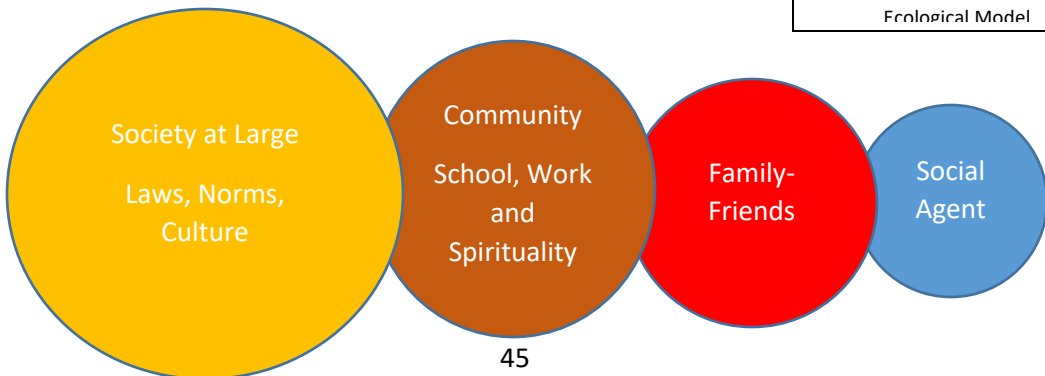 Ecological Model
Society at Large
Laws, Norms,
Culture
Community
School, Work
and
Spirituality
Family-
Friends
Social
Agent
45